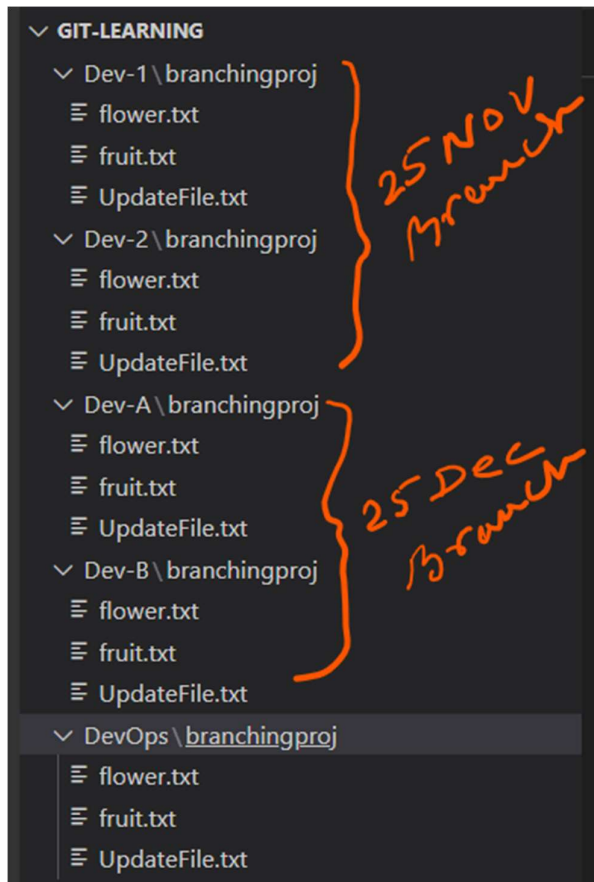 GIT-LEARNING
Dev-1\branchingproj
flower.txt
fruit.txt
UpdateFile.txt
Dev-2\branchingproj
flower.txt
fruit.txt
UpdateFile.txt
25 NOV
Branch
Dev-A\branchingproj
flower.txt
fruit.txt
UpdateFile.txt
Dev-B\branchingproj
flower.txt
fruit.txt
UpdateFile.txt
25 Dec
Branch
DevOps\branchingproj
flower.txt
fruit.txt
UpdateFile.txt